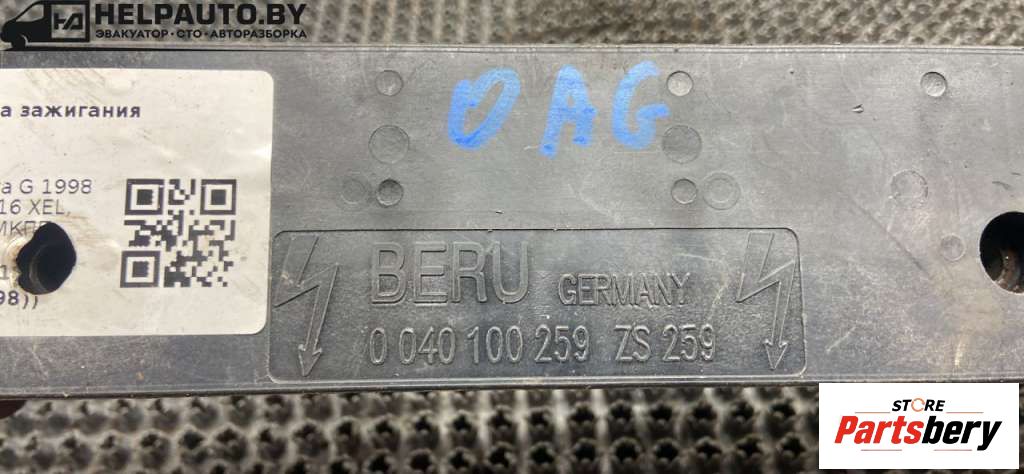 HELPAUTO.BY
ЭВАКУАТОР • СТО • АВТОРАЗБОРКА
а зажигания
G 1998
16 XEL,
98))
O AG
BERU GERMANY
0 040 100 259 ZS 259
STORE
Partsbery